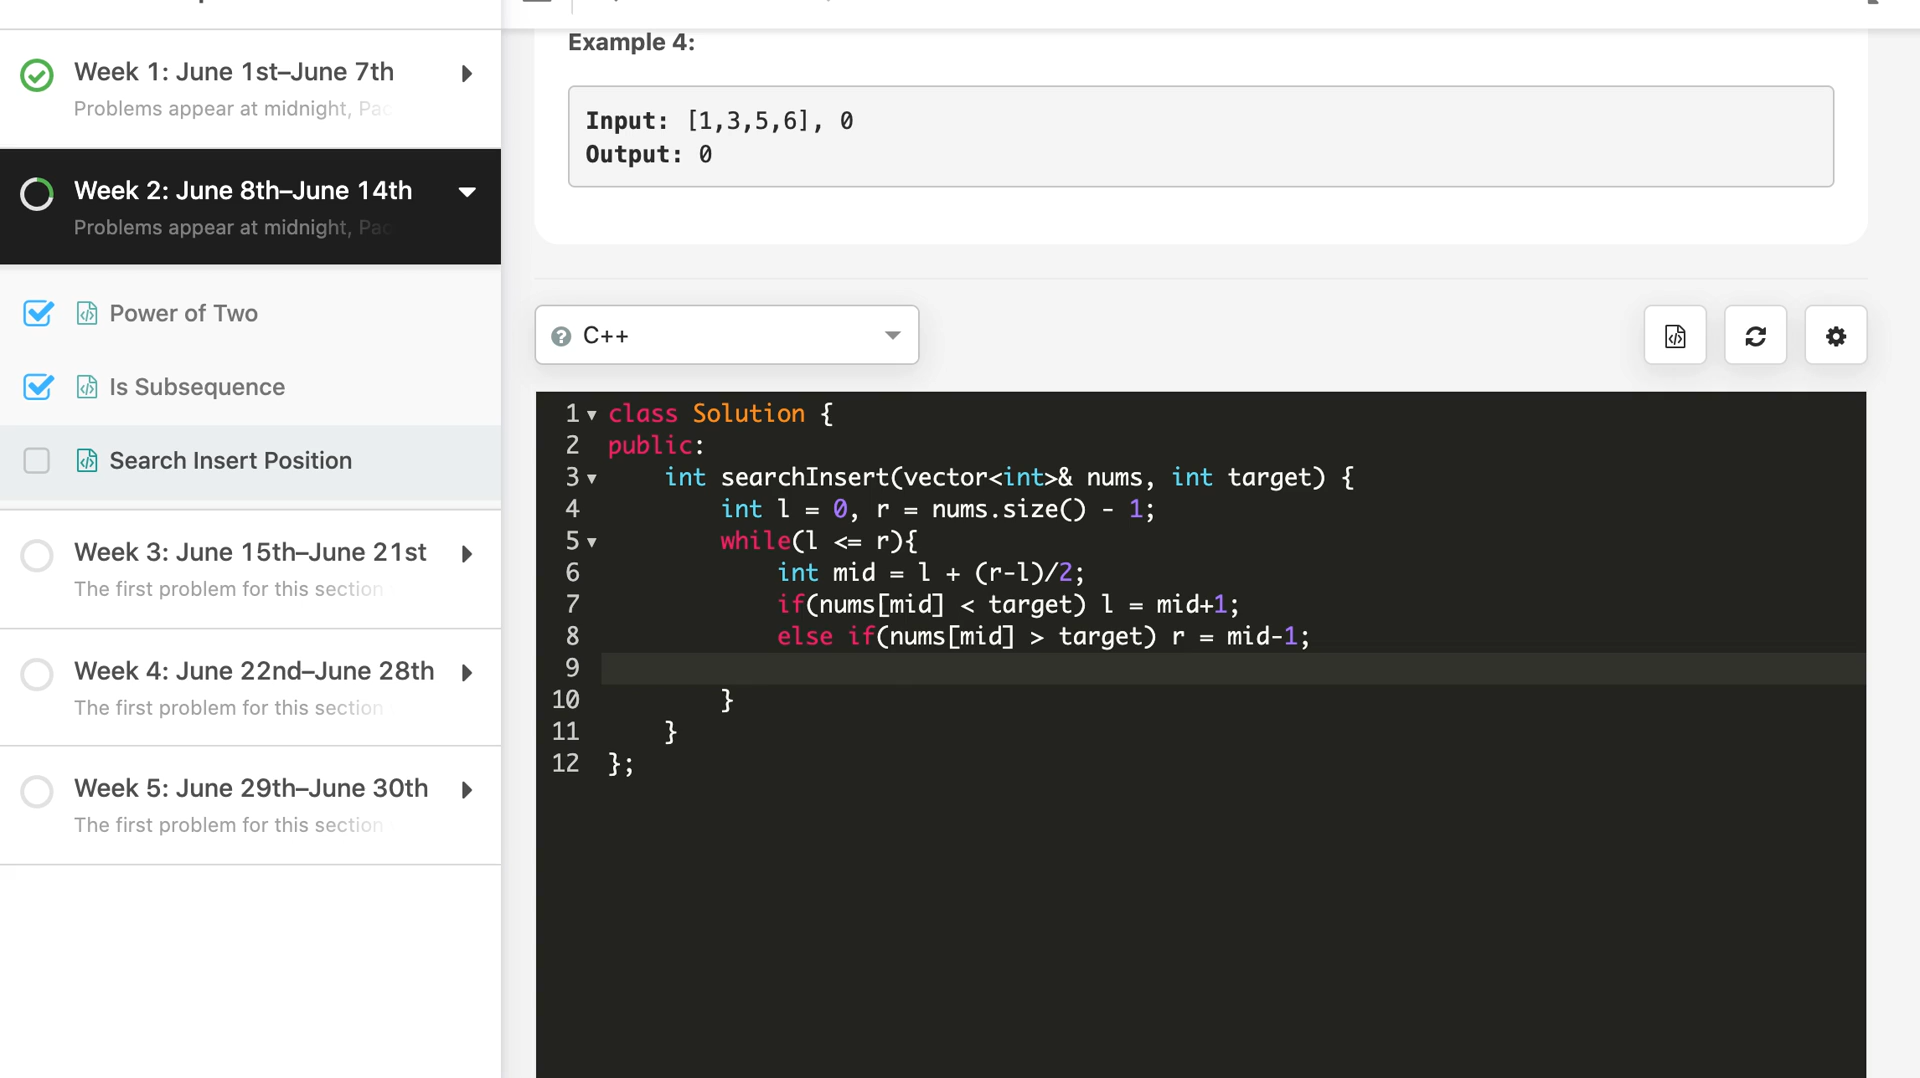 Week 1: June 1st–June 7th
Problems appear at midnight,
Week 2: June 8th–June 14th
Problems appear at midnight,
Power of Two
Is Subsequence
Search Insert Position
Week 3: June 15th–June 21st
The first problem for this section
Week 4: June 22nd–June 28th
The first problem for this section
Week 5: June 29th–June 30th
The first problem for this section
Example 4:
Input: [1,3,5,6], 0
Output: 0
C++
1 class Solution {
2 public:
3     int searchInsert(vector<int>& nums, int target) {
4         int l = 0, r = nums.size() - 1;
5         while(l <= r){
6             int mid = l + (r-l)/2;
7             if(nums[mid] < target) l = mid+1;
8             else if(nums[mid] > target) r = mid-1;
9
10         }
11     }
12 };